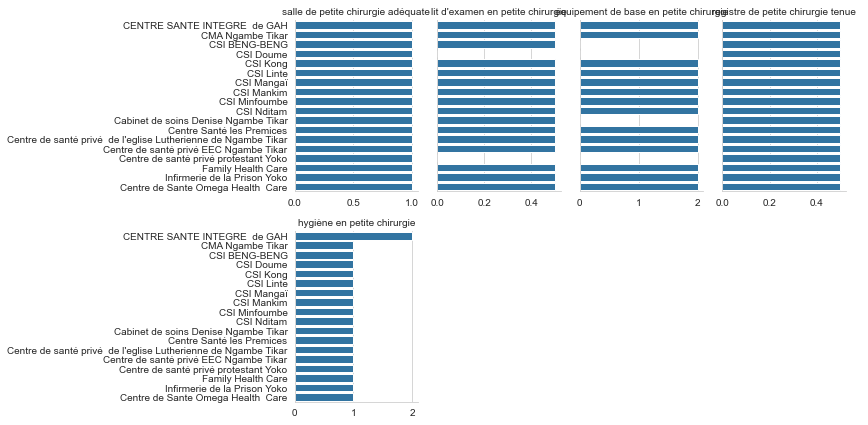 salle de petite chirurgie adéquate lit d'examen en petite chirurgie équipement de base en petite chirurgie registre de petite chirurgie tenue
CENTRE SANTE INTEGRE  de GAH
CMA Ngambe Tikar
CSI BENG-BENG
CSI Doume
CSI Kong
CSI Linte
CSI Mangaï
CSI Mankim
CSI Minfoumbe
CSI Nditam
Cabinet de soins Denise Ngambe Tikar
Centre Santé les Premices
Centre de santé privé  de l'eglise Lutherienne de Ngambe Tikar
Centre de santé privé EEC Ngambe Tikar
Centre de santé privé protestant Yoko
Family Health Care
Infirmerie de la Prison Yoko
Centre de Sante Omega Health  Care
0.0 0.5 1.0 0.0 0.2 0.4 0 1 2 0.0 0.2 0.4
hygiène en petite chirurgie
CENTRE SANTE INTEGRE  de GAH
CMA Ngambe Tikar
CSI BENG-BENG
CSI Doume
CSI Kong
CSI Linte
CSI Mangaï
CSI Mankim
CSI Minfoumbe
CSI Nditam
Cabinet de soins Denise Ngambe Tikar
Centre Santé les Premices
Centre de santé privé  de l'eglise Lutherienne de Ngambe Tikar
Centre de santé privé EEC Ngambe Tikar
Centre de santé privé protestant Yoko
Family Health Care
Infirmerie de la Prison Yoko
Centre de Sante Omega Health  Care
0 1 2